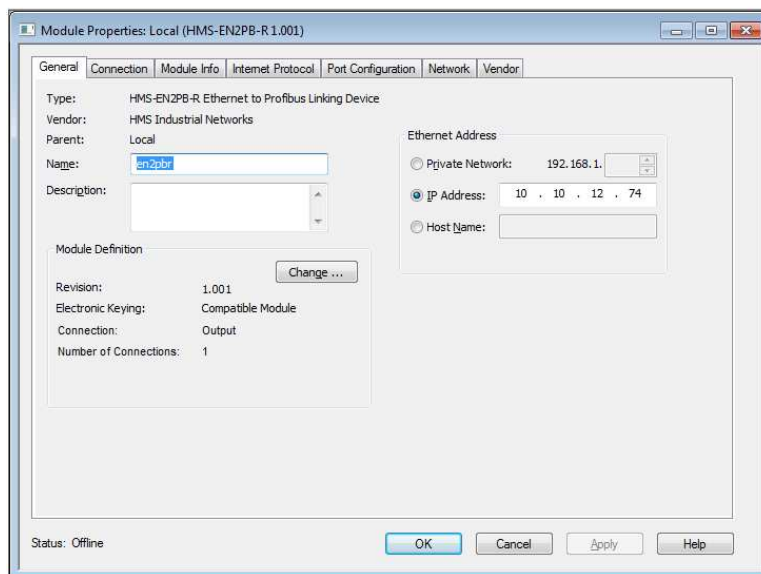 Module Properties: Local (HMS-EN2PB-R 1.001)
General Connection Module Info Internet Protocol Port Configuration Network Vendor
Type: HMS-EN2PB-R Ethernet to Profibus Linking Device
Vendor: HMS Industrial Networks
Parent: Local
Name: en2pbr
Description:
Ethernet Address
Private Network: 192.168.1.
IP Address: 10 . 10 . 12 . 74
Host Name:
Module Definition
Change ...
Revision: 1.001
Electronic Keying: Compatible Module
Connection: Output
Number of Connections: 1
Status: Offline
OK Cancel Apply Help